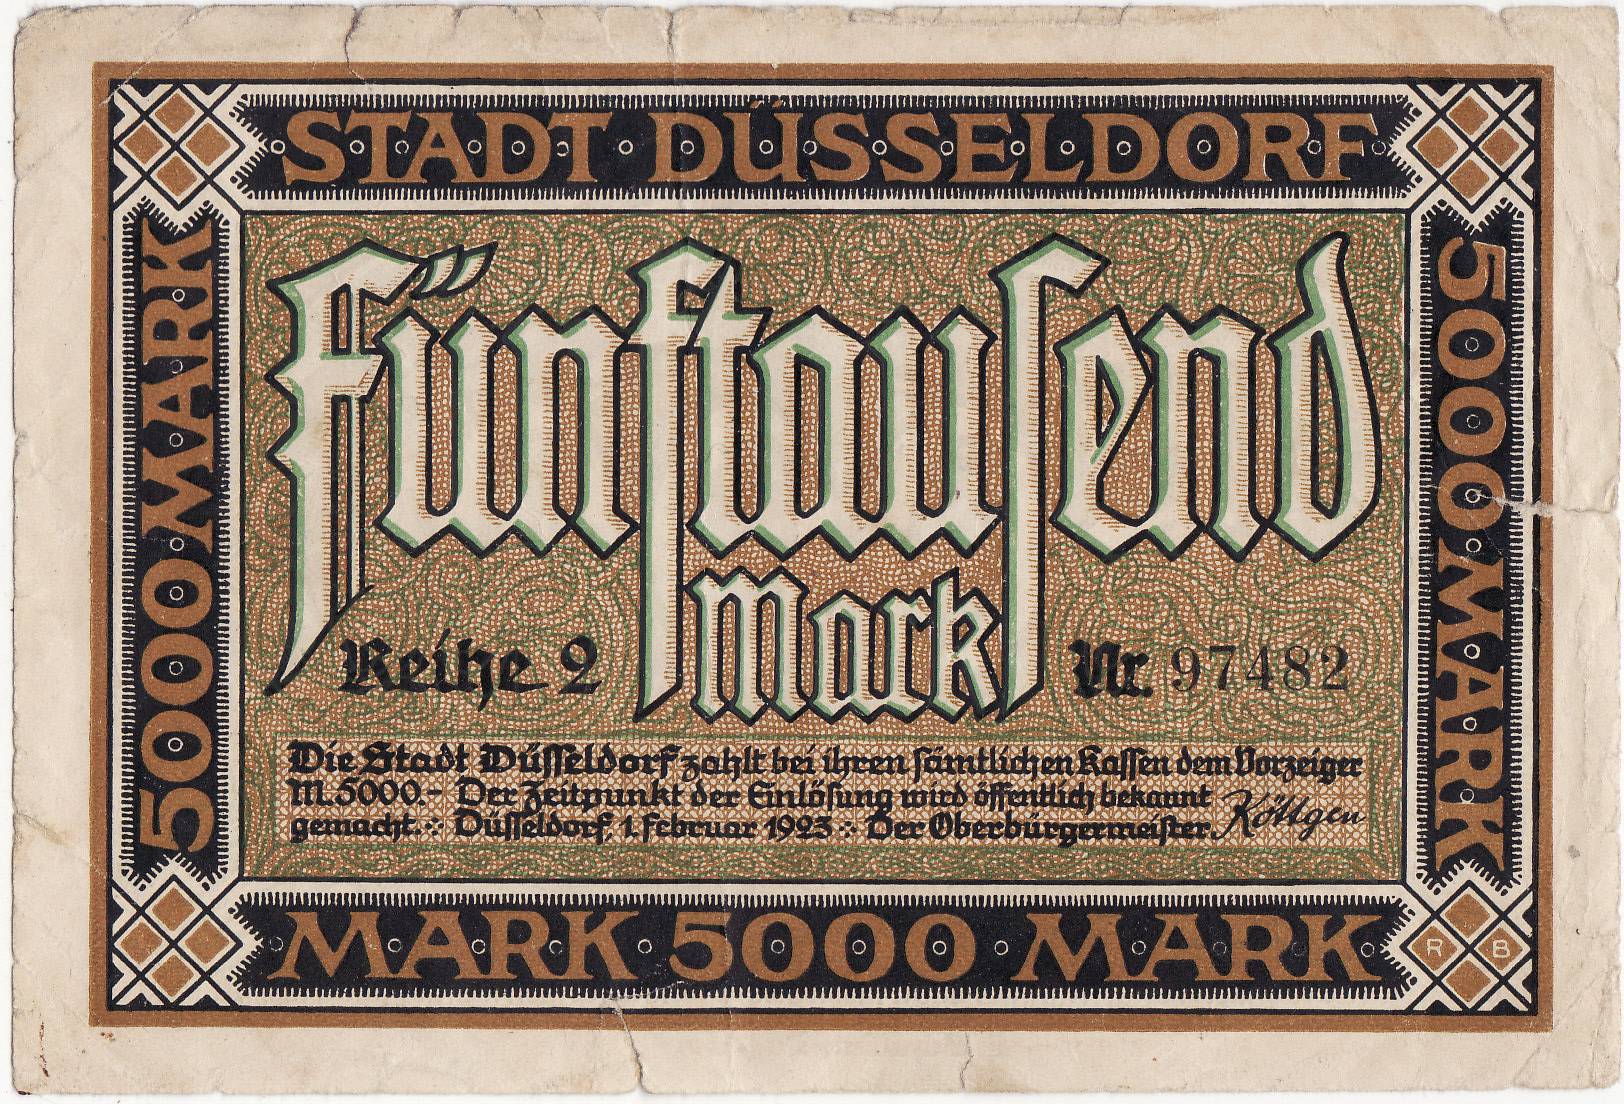 STADT DÜSSELDORF
5000 MARK
5000 MARK
Fünftausend
Mark
Reihe 2
Nr. 97482
Die Stadt Düsseldorf zahlt bei ihren sämtlichen Kassen dem Vorzeiger
M. 5000.- Der Zeitpunkt der Einlösung wird öffentlich bekannt
gemacht. Düsseldorf, 1. Februar 1923 Der Oberbürgermeister. Köttgen
MARK 5000 MARK
R B